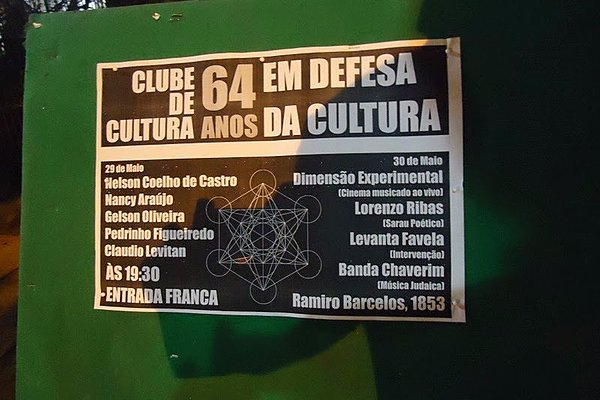 CLUBE DE CULTURA 64 ANOS EM DEFESA DA CULTURA
29 de Maio
Nelson Coelho de Castro
Nancy Araújo
Gelson Oliveira
Pedrinho Figueiredo
Claudio Levitan
ÀS 19:30
ENTRADA FRANCA
30 de Maio
Dimensão Experimental
(Cinema musicado ao vivo)
Lorenzo Ribas
(Sarau Poético)
Levanta Favela
(Intervenção)
Banda Chaverim
(Música Judaica)
Ramiro Barcelos, 1853